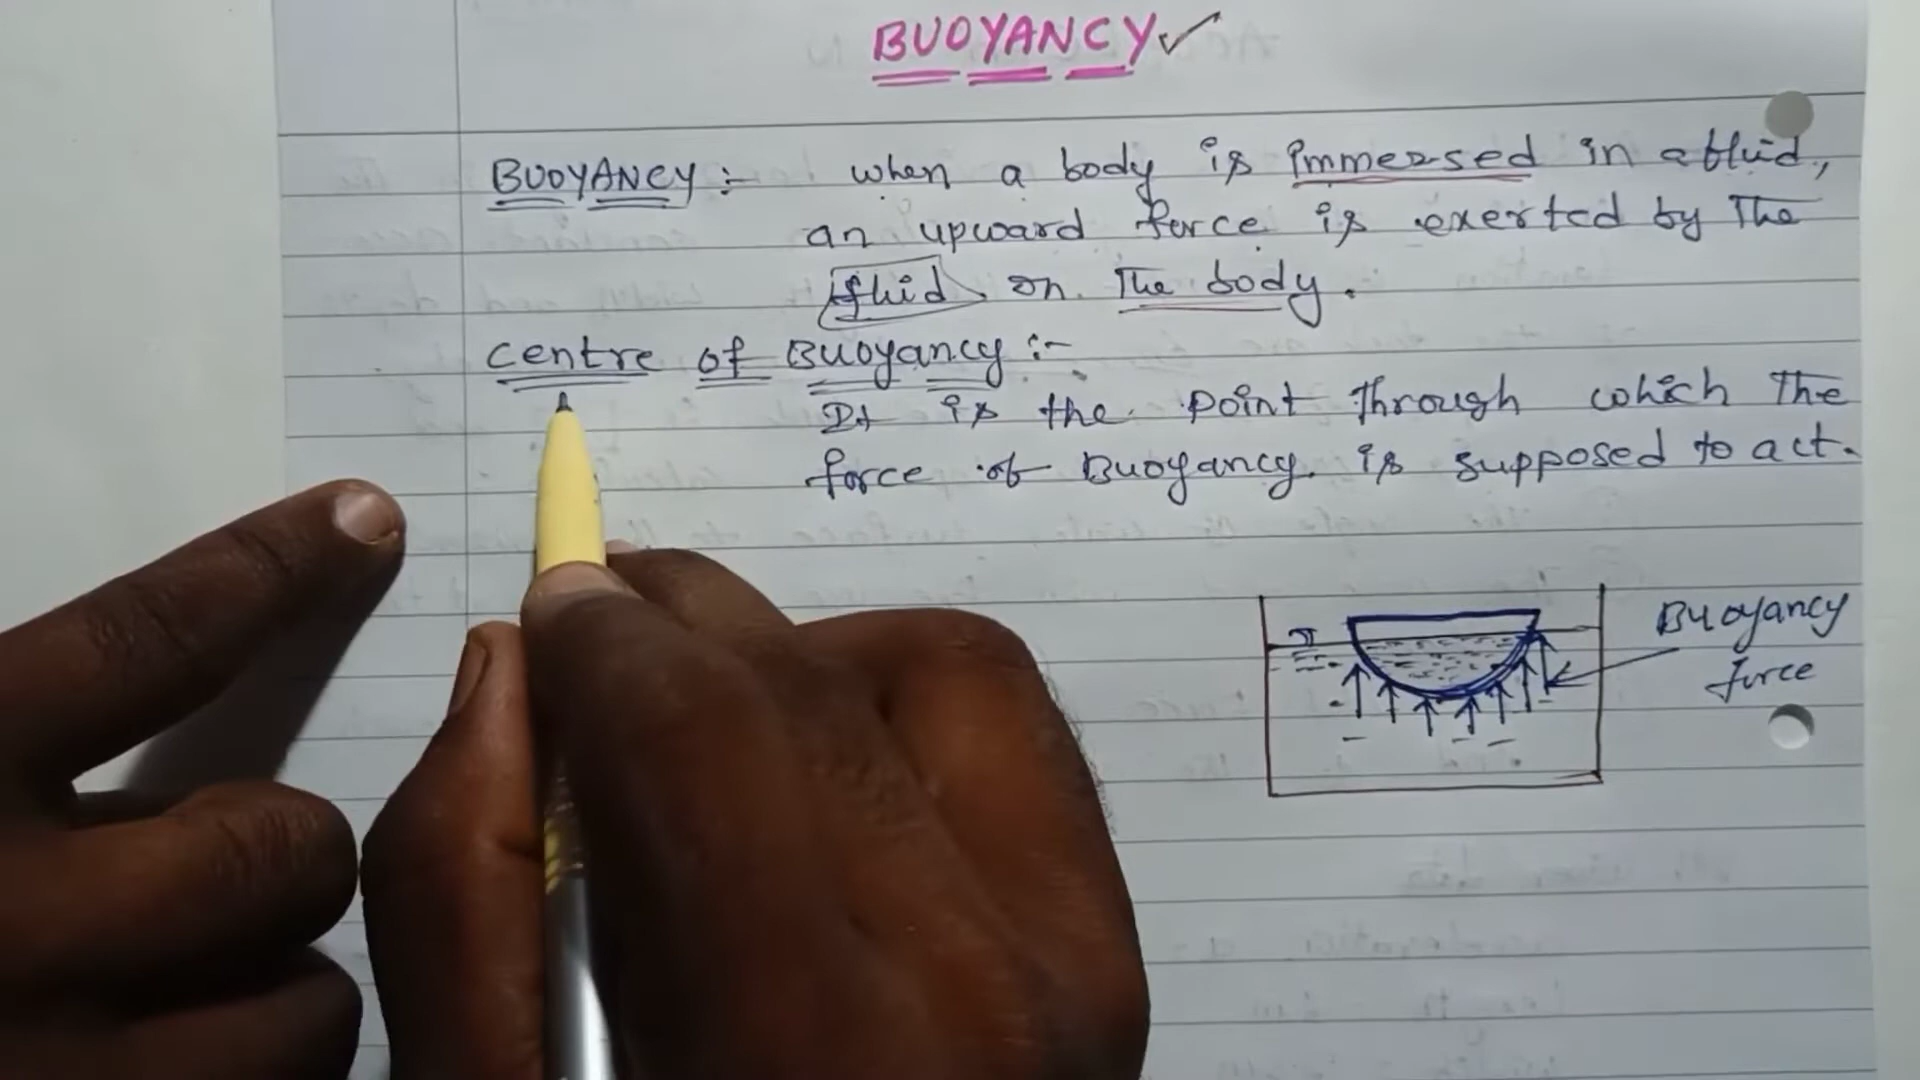 BUOYANCY
BUOYANCY :- when a body is immersed in a fluid,
an upward force is exerted by The
fluid on The body.
centre of Buoyancy :-
It is the point through which The
force of Buoyancy is supposed to act.
Buoyancy
force